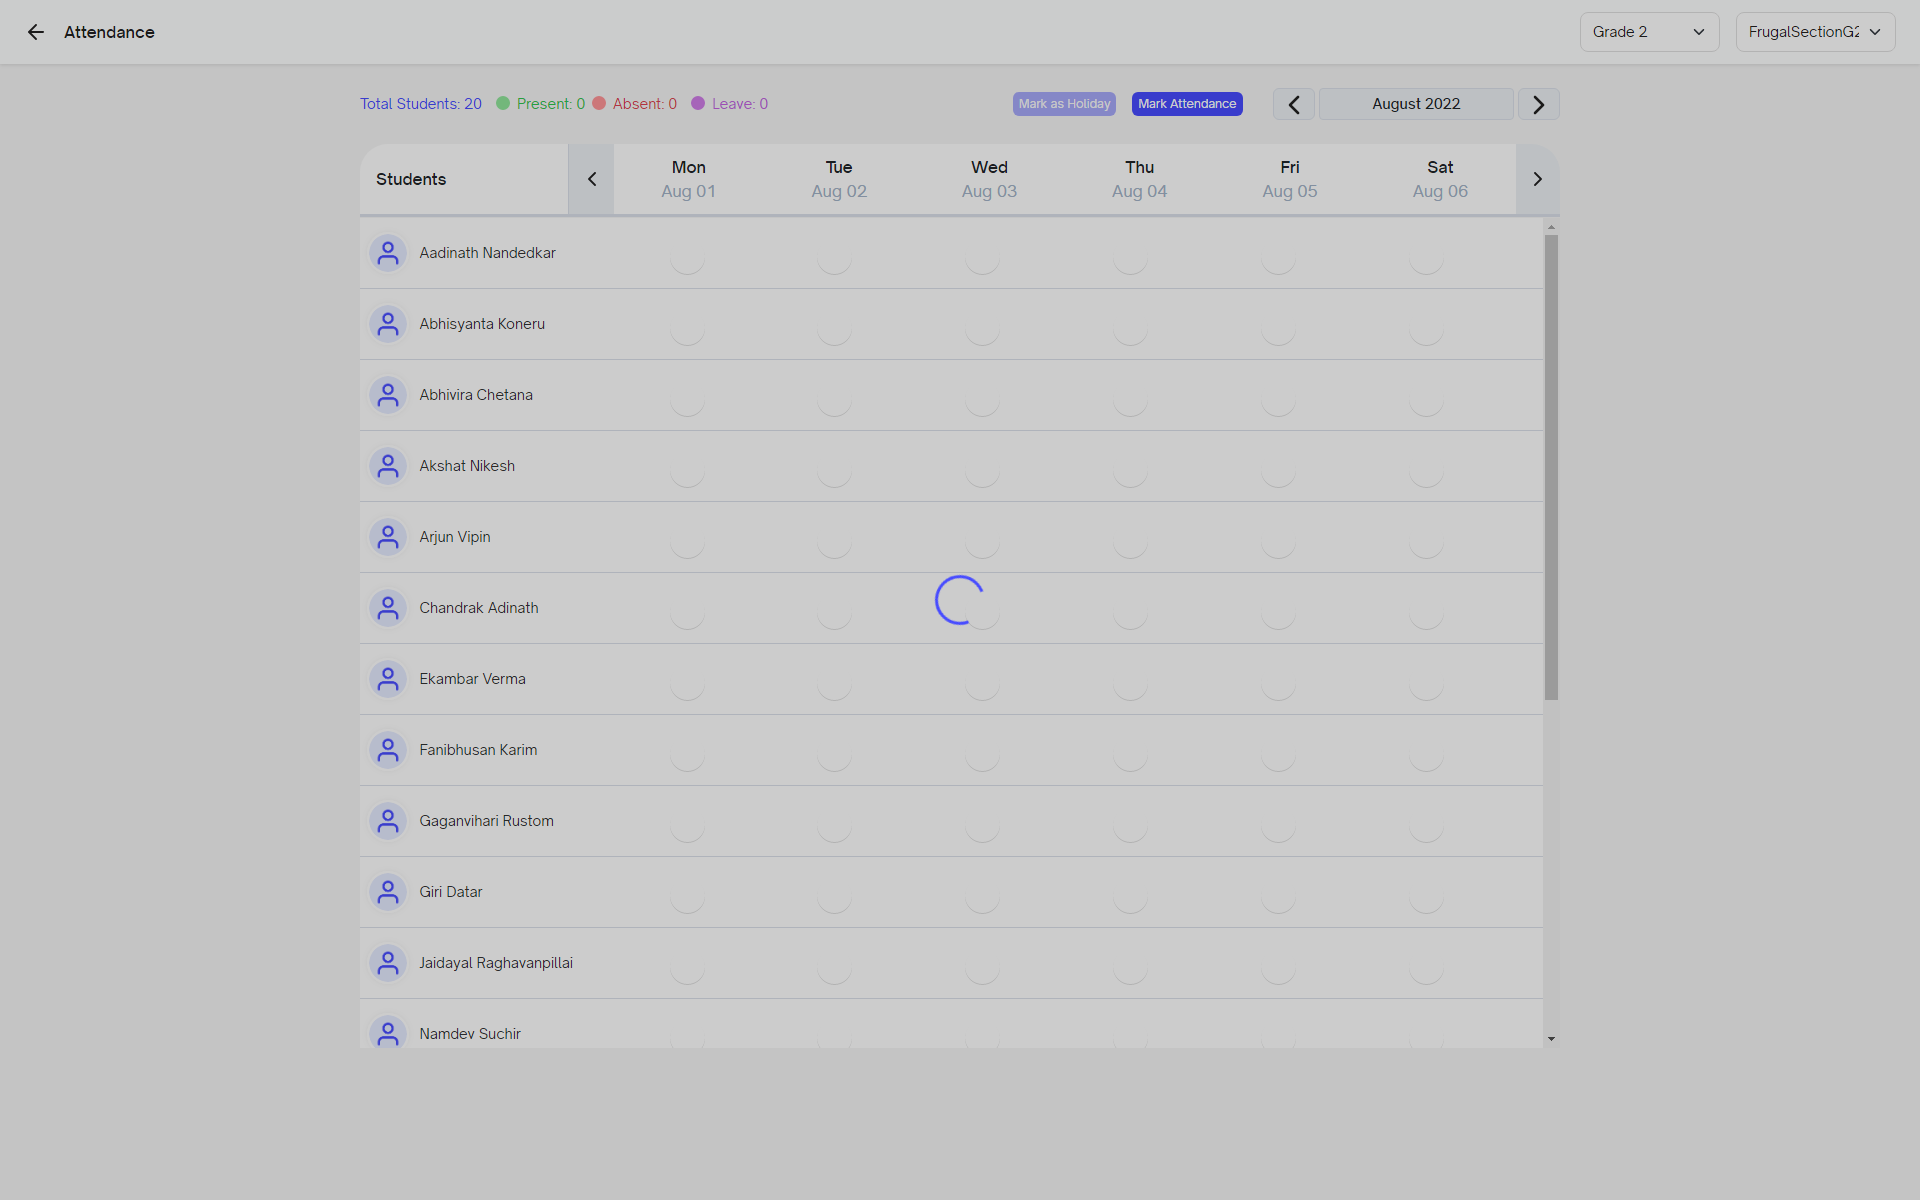 Attendance
Grade 2
FrugalSectionG2
Total Students: 20 Present: 0 Absent: 0 Leave: 0
Mark as Holiday
Mark Attendance
August 2022
Students
Mon Tue Wed Thu Fri Sat
Aug 01 Aug 02 Aug 03 Aug 04 Aug 05 Aug 06
Aadinath Nandedkar
Abhisyanta Koneru
Abhivira Chetana
Akshat Nikesh
Arjun Vipin
Chandrak Adinath
Ekambar Verma
Fanibhusan Karim
Gaganvihari Rustom
Giri Datar
Jaidayal Raghavanpillai
Namdev Suchir